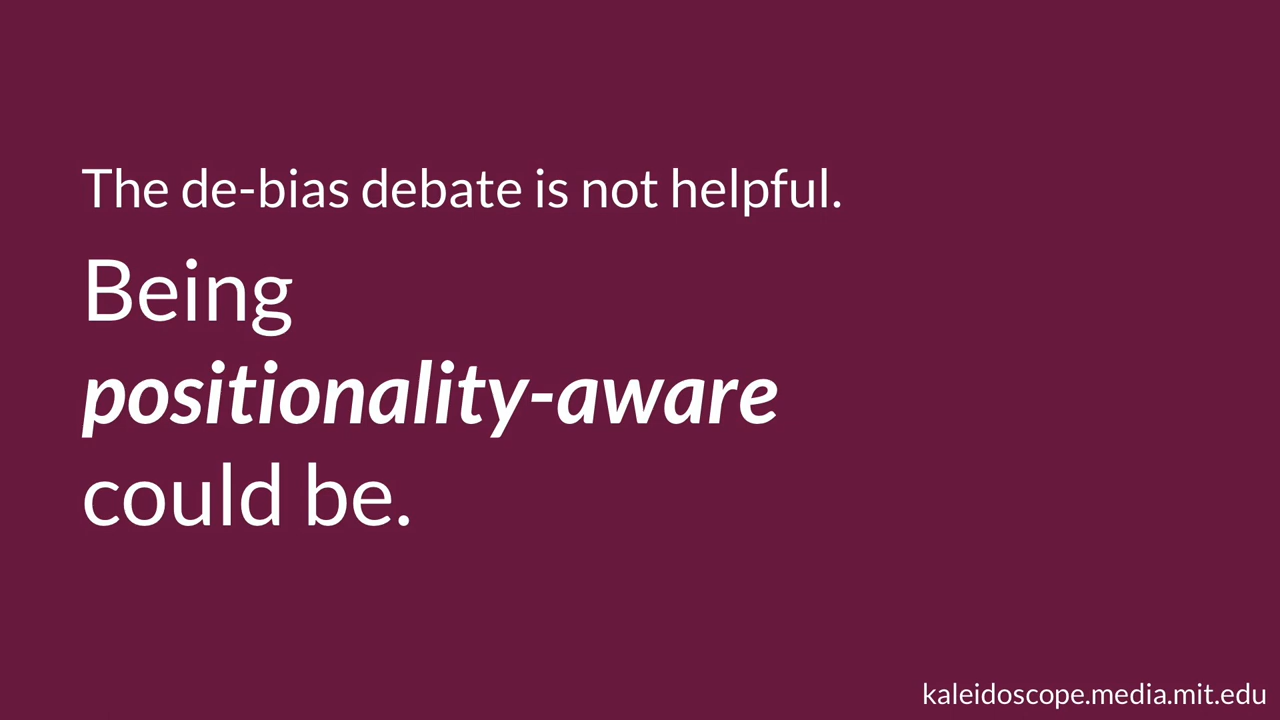 The de-bias debate is not helpful.
Being
positionality-aware
could be.
kaleidoscope.media.mit.edu